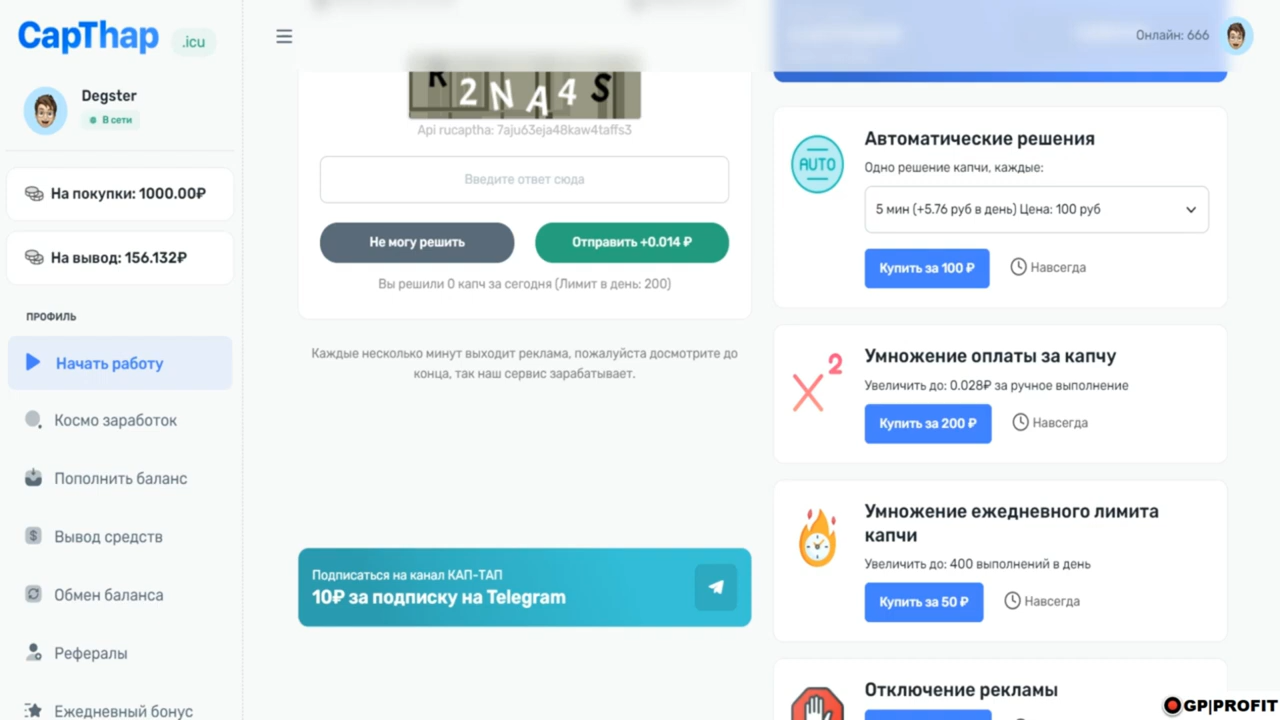 CapThap .icu
Degster
В сети
На покупки: 1000.00₽
На вывод: 156.132₽
ПРОФИЛЬ
Начать работу
Космо заработок
Пополнить баланс
Вывод средств
Обмен баланса
Рефералы
Ежедневный бонус
Онлайн: 666
R2NA4S
Api rucaptha: 7aju63eja48kaw4taffs3
Введите ответ сюда
Не могу решить
Отправить +0.014 ₽
Вы решили 0 капч за сегодня (Лимит в день: 200)
Каждые несколько минут выходит реклама, пожалуйста досмотрите до
конца, так наш сервис зарабатывает.
Подписаться на канал КАП-ТАП
10₽ за подписку на Telegram
AUTO
Автоматические решения
Одно решение капчи, каждые:
5 мин (+5.76 руб в день) Цена: 100 руб
Купить за 100 ₽
Навсегда
X2
Умножение оплаты за капчу
Увеличить до: 0.028₽ за ручное выполнение
Купить за 200 ₽
Навсегда
Умножение ежедневного лимита
капчи
Увеличить до: 400 выполнений в день
Купить за 50 ₽
Навсегда
Отключение рекламы
GP|PROFIT